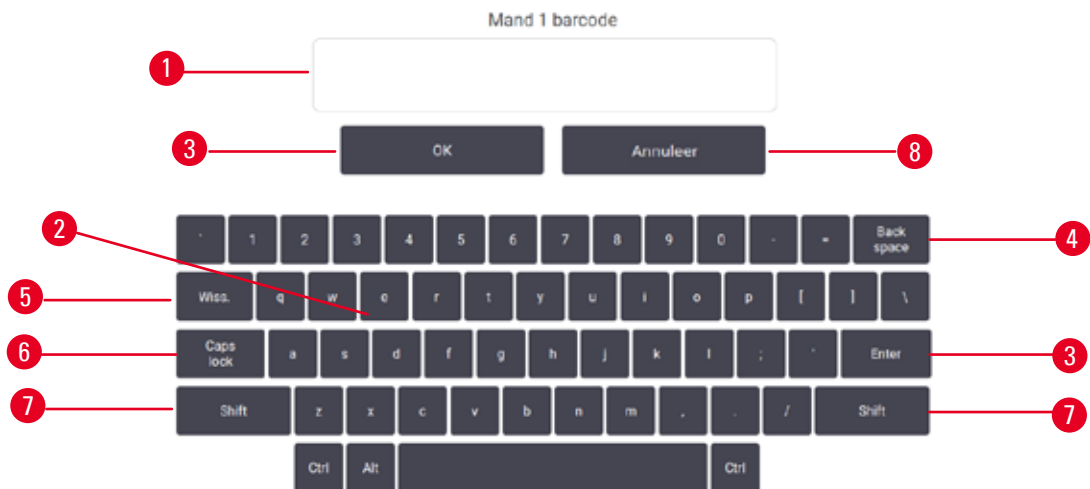 Mand 1 barcode
1
3 OK Annuleer 8
2
` 1 2 3 4 5 6 7 8 9 0 - = Back space 4
5 Wiss. q w e r t y u i o p [ ] \
6 Caps lock a s d f g h j k l ; ' Enter 3
7 Shift z x c v b n m , . / Shift 7
Ctrl Alt Ctrl